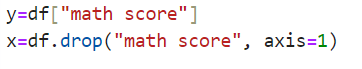 y=df["math score"]
x=df.drop("math score", axis=1)